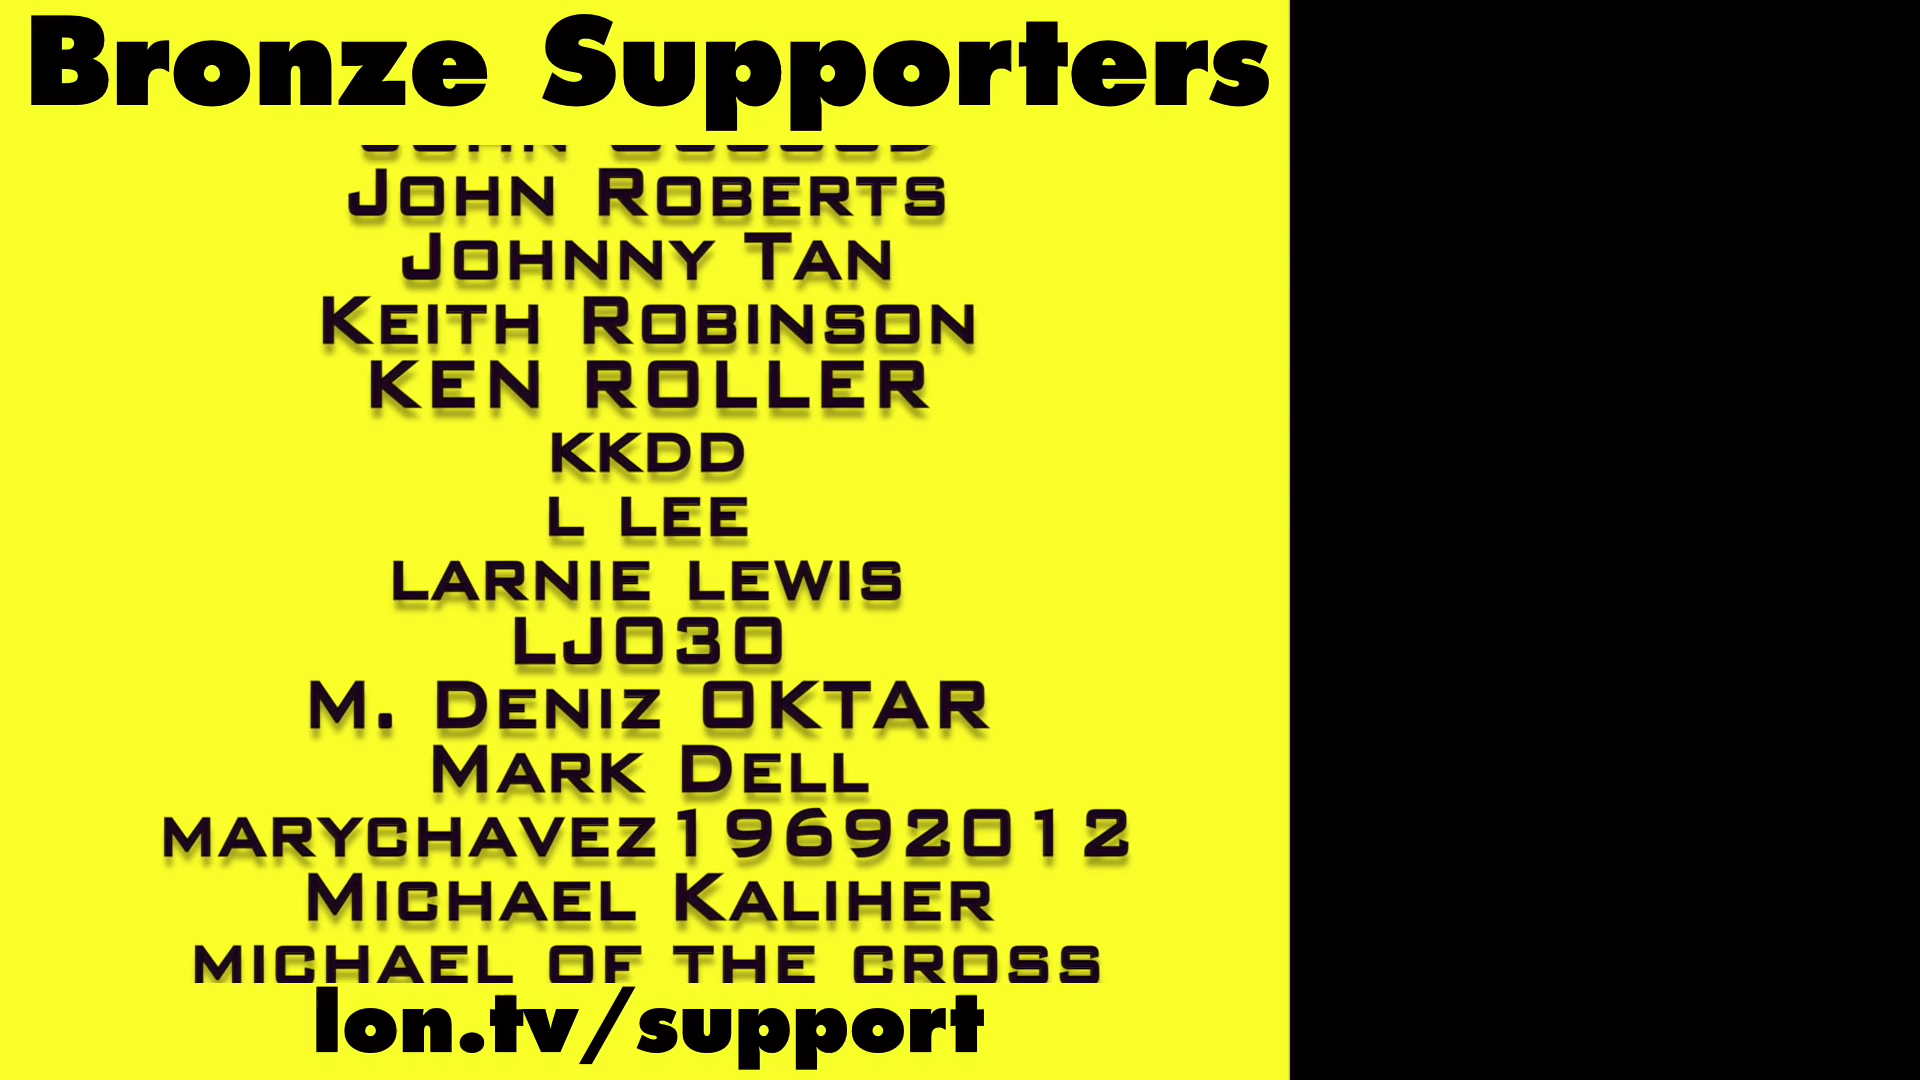 Bronze Supporters
John
John Roberts
Johnny Tan
Keith Robinson
KEN ROLLER
kkdd
l lee
larnie lewis
LJ030
M. Deniz OKTAR
Mark Dell
marychavez19692012
Michael Kaliher
michael of the cross
lon.tv/support